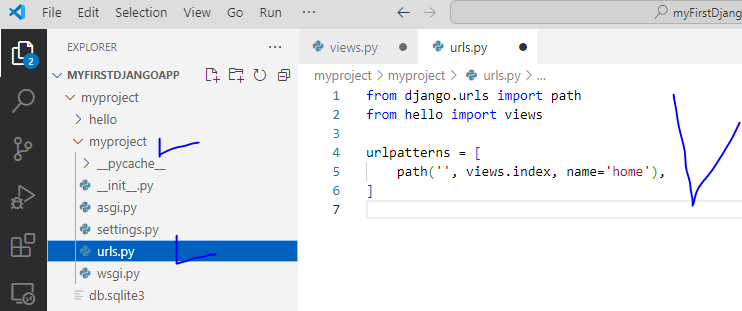 File Edit Selection View Go Run ··· myFirstDjang
EXPLORER
2
MYFIRSTDJANGOAPP
myproject
hello
myproject
__pycache__
__init__.py
asgi.py
settings.py
urls.py
wsgi.py
db.sqlite3
views.py urls.py
myproject > myproject > urls.py > ...
1 from django.urls import path
2 from hello import views
3
4 urlpatterns = [
5     path('', views.index, name='home'),
6 ]
7